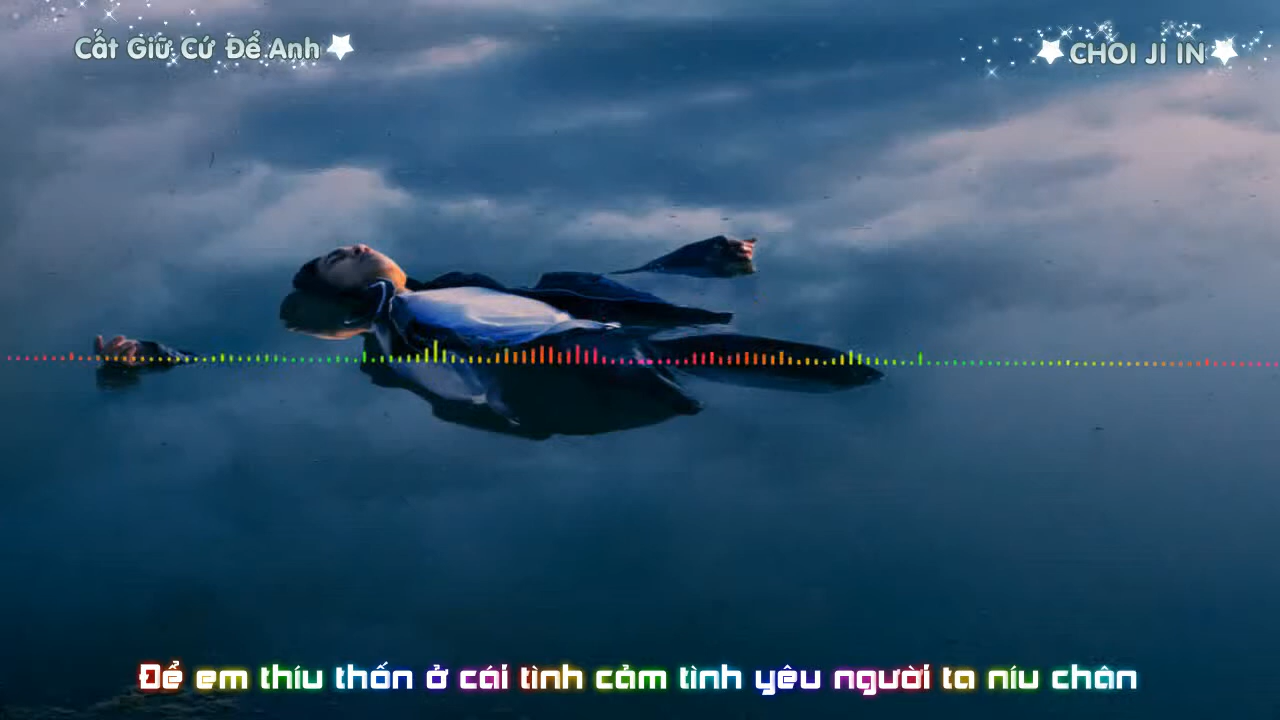 Cất Giữ Cứ Để Anh
CHOI JI IN
Để em thíu thốn ở cái tình cảm tình yêu người ta níu chân